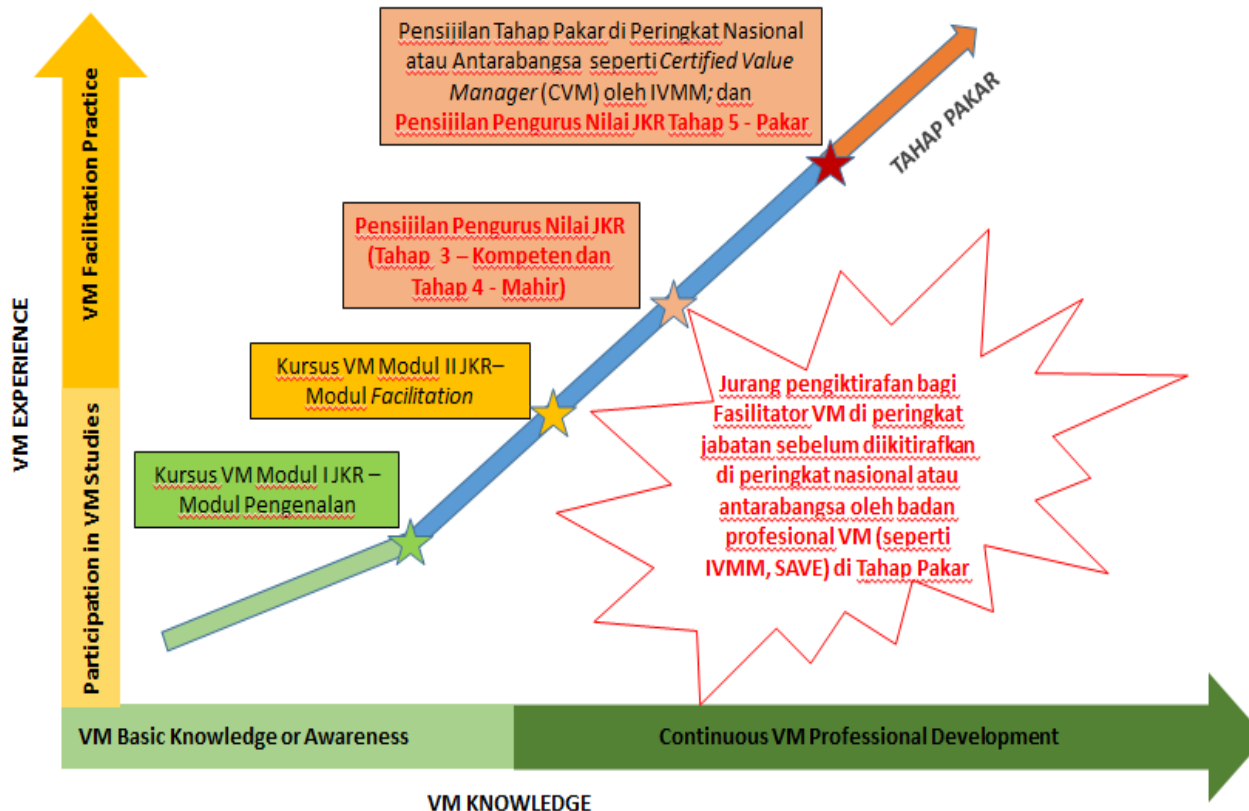 Pensijilan Tahap Pakar di Peringkat Nasional
atau Antarabangsa seperti Certified Value
Manager (CVM) oleh IVMM; dan
Pensijilan Pengurus Nilai JKR Tahap 5 - Pakar
TAHAP PAKAR
Pensijilan Pengurus Nilai JKR
(Tahap 3 – Kompeten dan
Tahap 4 - Mahir)
Kursus VM Modul II JKR–
Modul Facilitation
Kursus VM Modul I JKR –
Modul Pengenalan
Jurang pengiktirafan bagi
Fasilitator VM di peringkat
jabatan sebelum diikitirafkan
di peringkat nasional atau
antarabangsa oleh badan
profesional VM (seperti
IVMM, SAVE) di Tahap Pakar
VM EXPERIENCE
VM Facilitation Practice
Participation in VM Studies
VM Basic Knowledge or Awareness
Continuous VM Professional Development
VM KNOWLEDGE